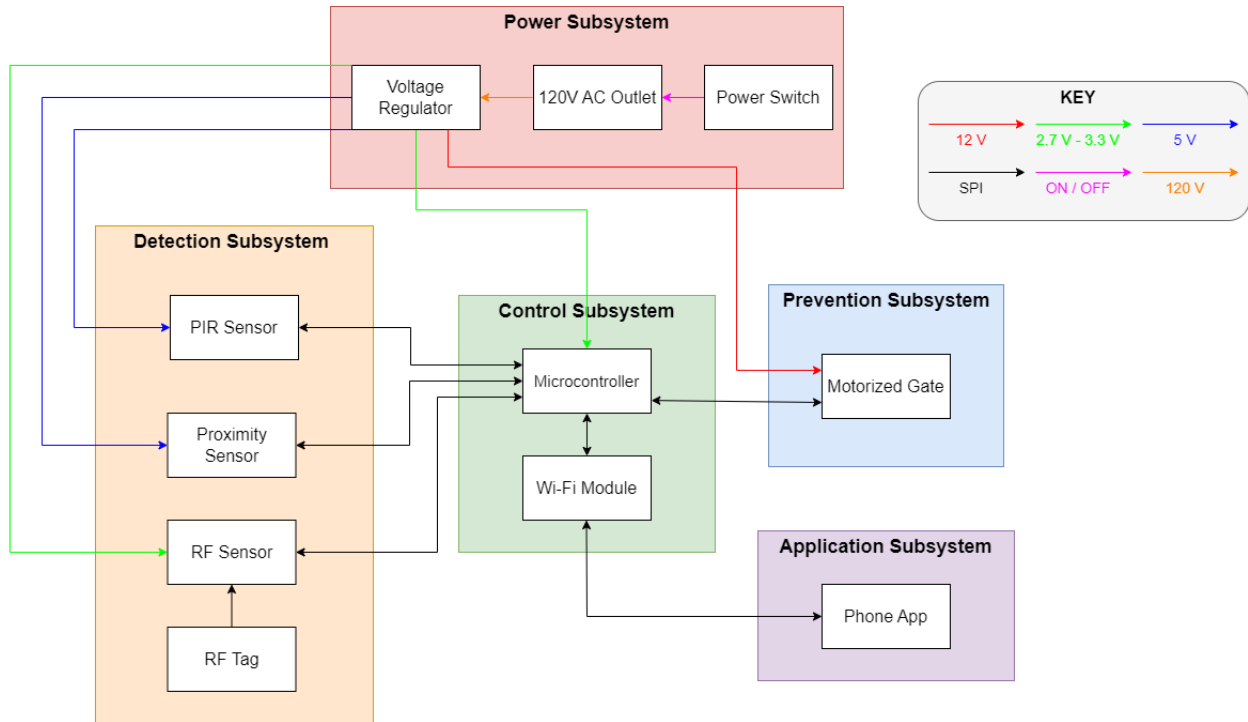 Power Subsystem
Voltage
Regulator
120V AC Outlet
Power Switch
KEY
12 V
2.7 V - 3.3 V
5 V
SPI
ON / OFF
120 V
Detection Subsystem
PIR Sensor
Proximity
Sensor
RF Sensor
RF Tag
Control Subsystem
Microcontroller
Wi-Fi Module
Prevention Subsystem
Motorized Gate
Application Subsystem
Phone App